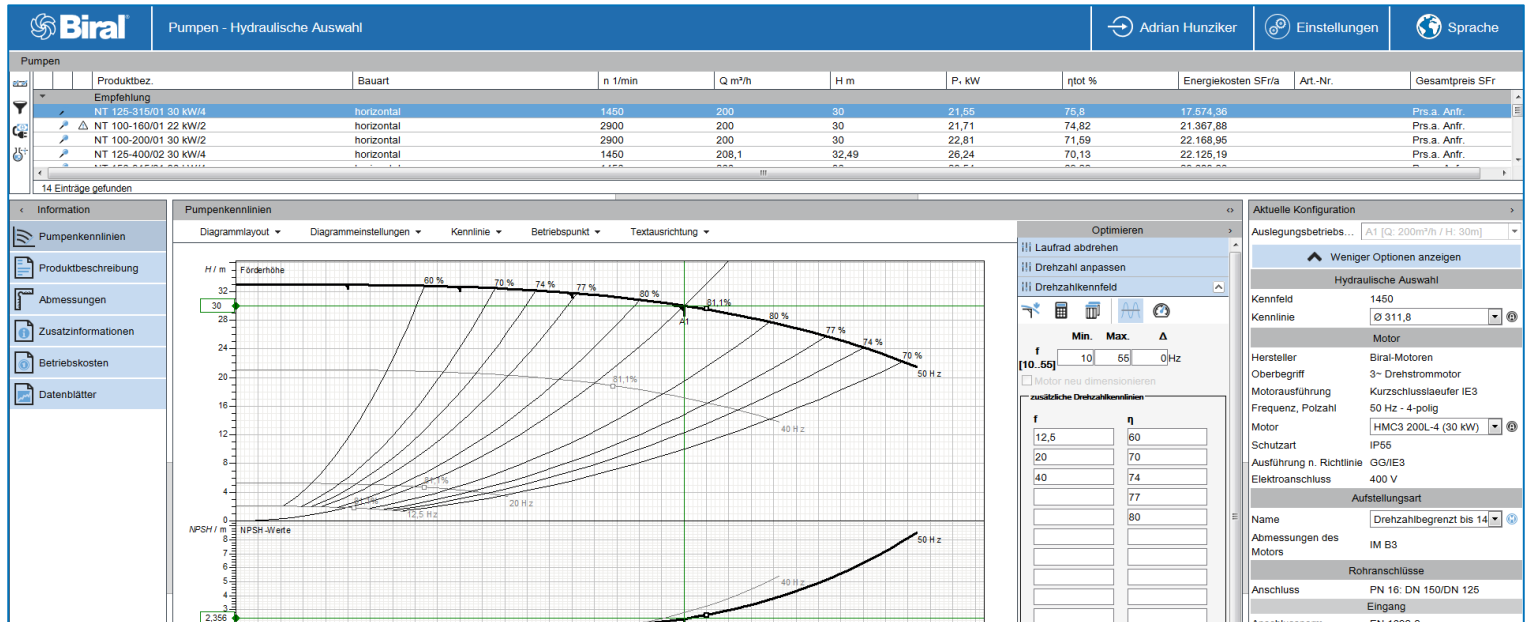 Biral
Pumpen - Hydraulische Auswahl
Adrian Hunziker
Einstellungen
Sprache
Pumpen
Produktbez. Bauart n 1/min Q m³/h H m P₁ kW ηtot % Energiekosten SFr/a Art.-Nr. Gesamtpreis SFr
Empfehlung
NT 125-315/01 30 kW/4 horizontal 1450 200 30 21,55 75,8 17.574,36 Prs.a. Anfr.
NT 100-160/01 22 kW/2 horizontal 2900 200 30 21,71 74,82 21.367,88 Prs.a. Anfr.
NT 100-200/01 30 kW/2 horizontal 2900 200 30 22,81 71,59 22.168,95 Prs.a. Anfr.
NT 125-400/02 30 kW/4 horizontal 1450 208,1 32,49 26,24 70,13 22.125,19 Prs.a. Anfr.
14 Einträge gefunden
Information
Pumpenkennlinien
Produktbeschreibung
Abmessungen
Zusatzinformationen
Betriebskosten
Datenblätter
Pumpenkennlinien
Diagrammlayout Diagrammeinstellungen Kennlinie Betriebspunkt Textausrichtung
H / m Förderhöhe
60 % 70 % 74 % 77 % 80 % 81,1% 80 % 77 % 74 % 70 %
32
30
28
24
20
16
12
8
4
0
A1
50 Hz
81,1%
40 Hz
81,1%
20 Hz
81,1%
12,5 Hz
NPSH / m NPSH-Werte
8
7
6
5
4
3
2,356
50 Hz
40 Hz
Optimieren
Laufrad abdrehen
Drehzahl anpassen
Drehzahlkennfeld
Min. Max. Δ
f
[10..55] 10 55 0 Hz
Motor neu dimensionieren
zusätzliche Drehzahlkennlinien
f η
12,5 60
20 70
40 74
77
80
Aktuelle Konfiguration
Auslegungsbetriebs... A1 [Q: 200m³/h / H: 30m]
Weniger Optionen anzeigen
Hydraulische Auswahl
Kennfeld 1450
Kennlinie Ø 311,8
Motor
Hersteller Biral-Motoren
Oberbegriff 3~ Drehstrommotor
Motorausführung Kurzschlusslaeufer IE3
Frequenz, Polzahl 50 Hz - 4-polig
Motor HMC3 200L-4 (30 kW)
Schutzart IP55
Ausführung n. Richtlinie GG/IE3
Elektroanschluss 400 V
Aufstellungsart
Name Drehzahlbegrenzt bis 14
Abmessungen des
Motors IM B3
Rohranschlüsse
Anschluss PN 16: DN 150/DN 125
Eingang